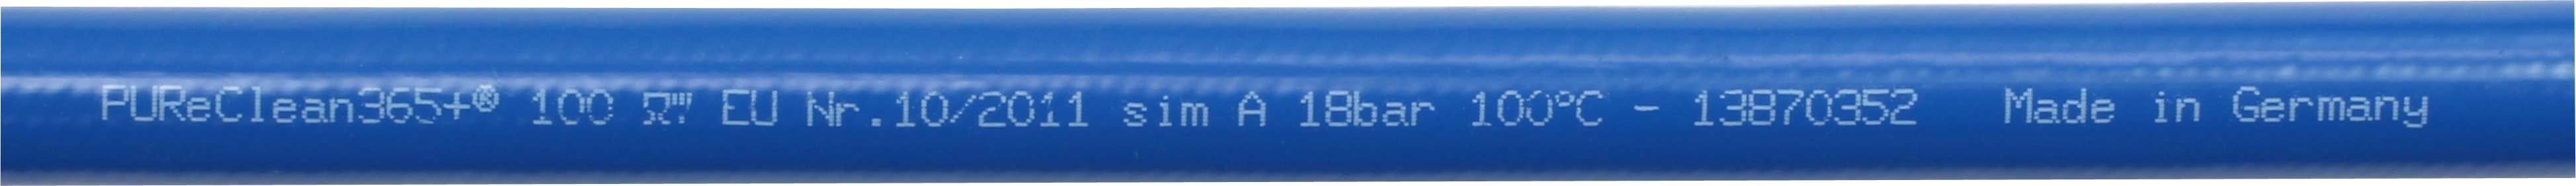 PUReClean365+® 100 EU Nr.10/2011 sim A 18bar 100°C - 13870352 Made in Germany